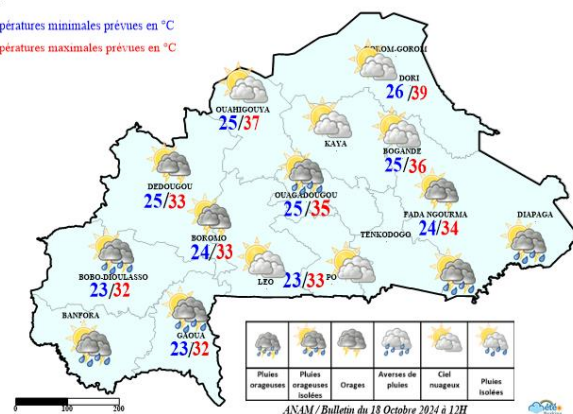 pératures minimales prévues en °C
pératures maximales prévues en °C
DORI
26/39
OUAHIGOUYA
25/37
KAYA
BOGANDE
25/36
DEDOUGOU
25/33
OUAGADOUGOU
25/35
FADA NGOURMA
24/34
DIAPAGA
BOROMO
24/33
TENKODOGO
BOBO-DIOULASSO
23/32
LEO
23/33
PO
BANFORA
GAOUA
23/32
Pluies orageuses
Pluies orageuses isolées
Orages
Averses de pluies
Ciel nuageux
Pluies isolées
0 100 200
ANAM / Bulletin du 18 Octobre 2024 à 12H